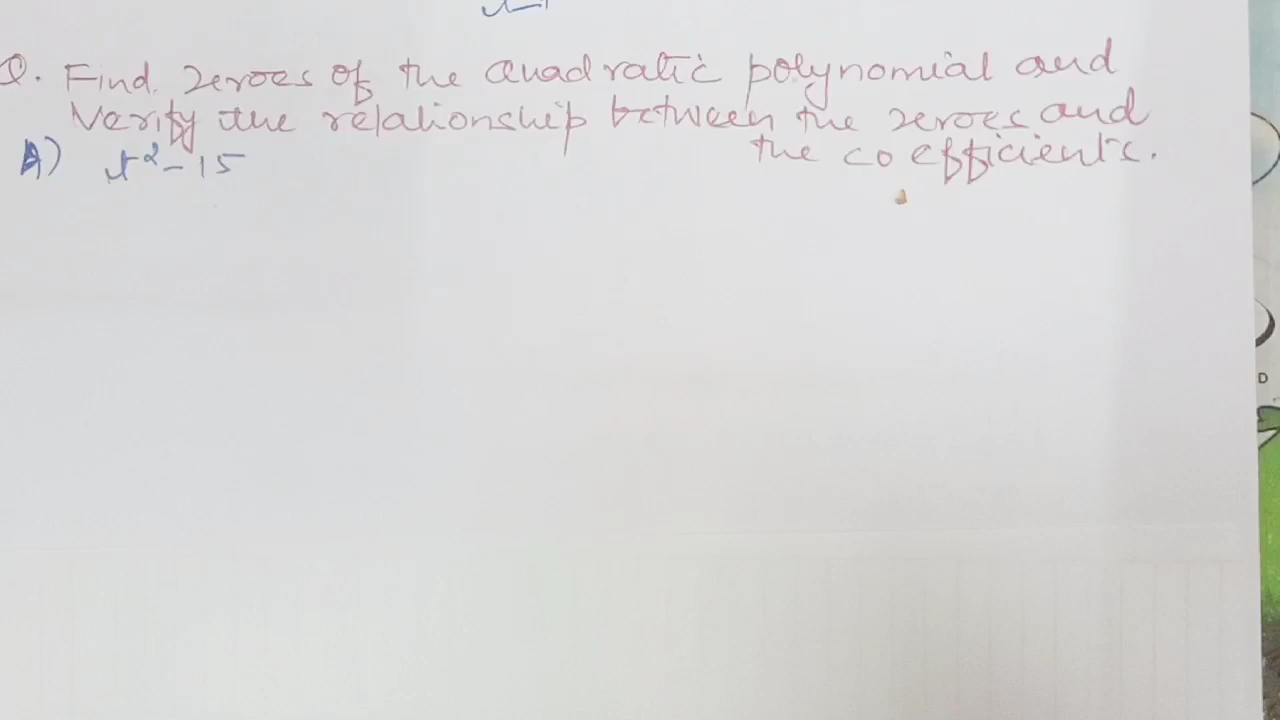 Q. Find zeroes of the quadratic polynomial and
Verify the relationship between the zeroes and
the coefficients.
A) t² - 15
D